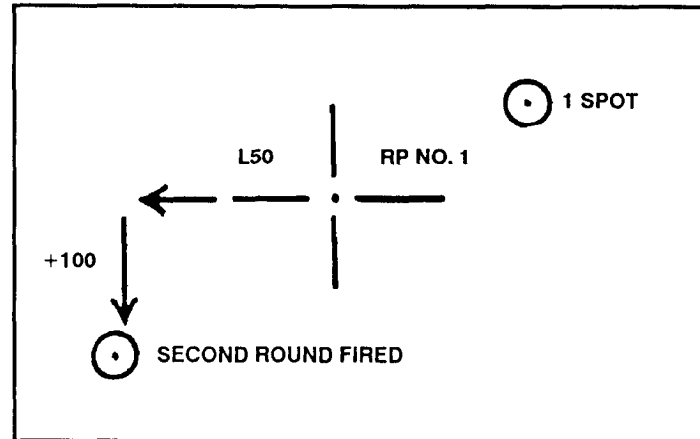 1 SPOT
L50
RP NO. 1
+100
SECOND ROUND FIRED